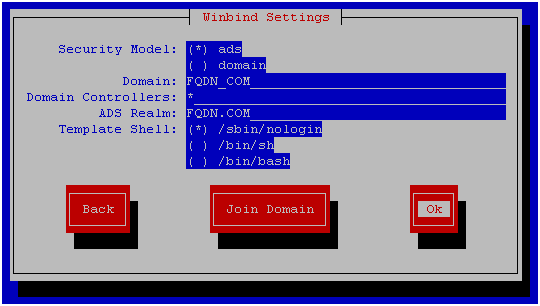 Winbind Settings
Security Model: (*) ads
( ) domain
Domain: FQDN_COM
Domain Controllers: *
ADS Realm: FQDN.COM
Template Shell: (*) /sbin/nologin
( ) /bin/sh
( ) /bin/bash
Back Join Domain Ok